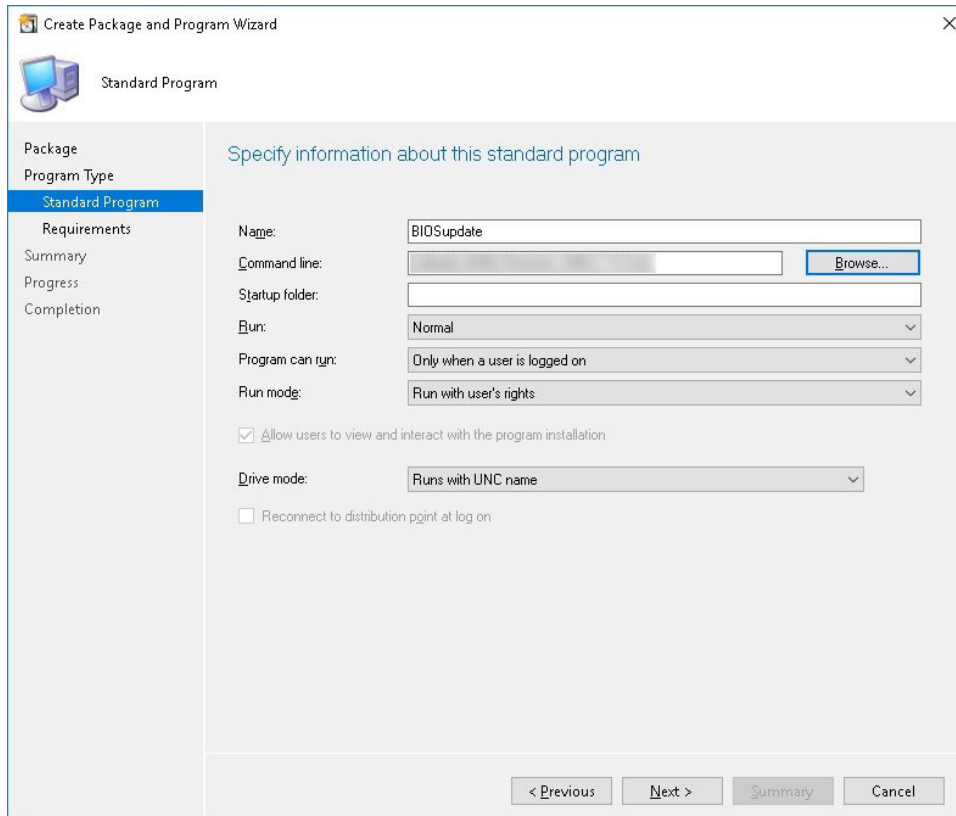 Create Package and Program Wizard
Standard Program
Package
Program Type
Standard Program
Requirements
Summary
Progress
Completion
Specify information about this standard program
Name: BIOSupdate
Command line: Browse...
Startup folder:
Run: Normal
Program can run: Only when a user is logged on
Run mode: Run with user's rights
Allow users to view and interact with the program installation
Drive mode: Runs with UNC name
Reconnect to distribution point at log on
< Previous Next > Summary Cancel